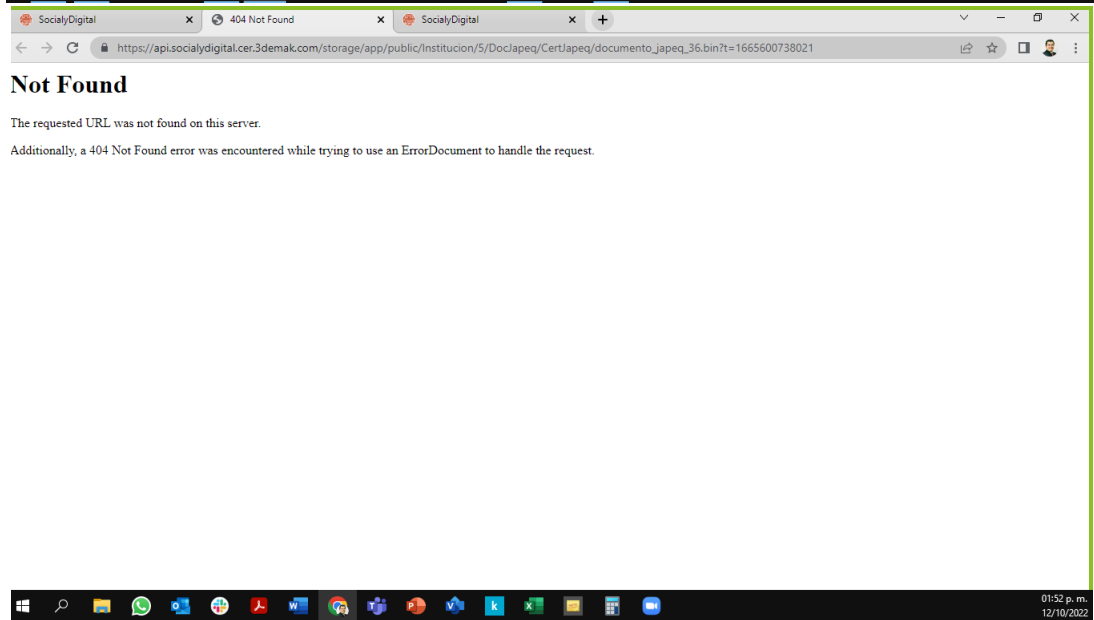 SocialyDigital
404 Not Found
SocialyDigital
https://api.socialydigital.cer.3demak.com/storage/app/public/Institucion/5/DocJapeq/CertJapeq/documento_japeq_36.bin?t=1665600738021
Not Found
The requested URL was not found on this server.
Additionally, a 404 Not Found error was encountered while trying to use an ErrorDocument to handle the request.
01:52 p. m.
12/10/2022